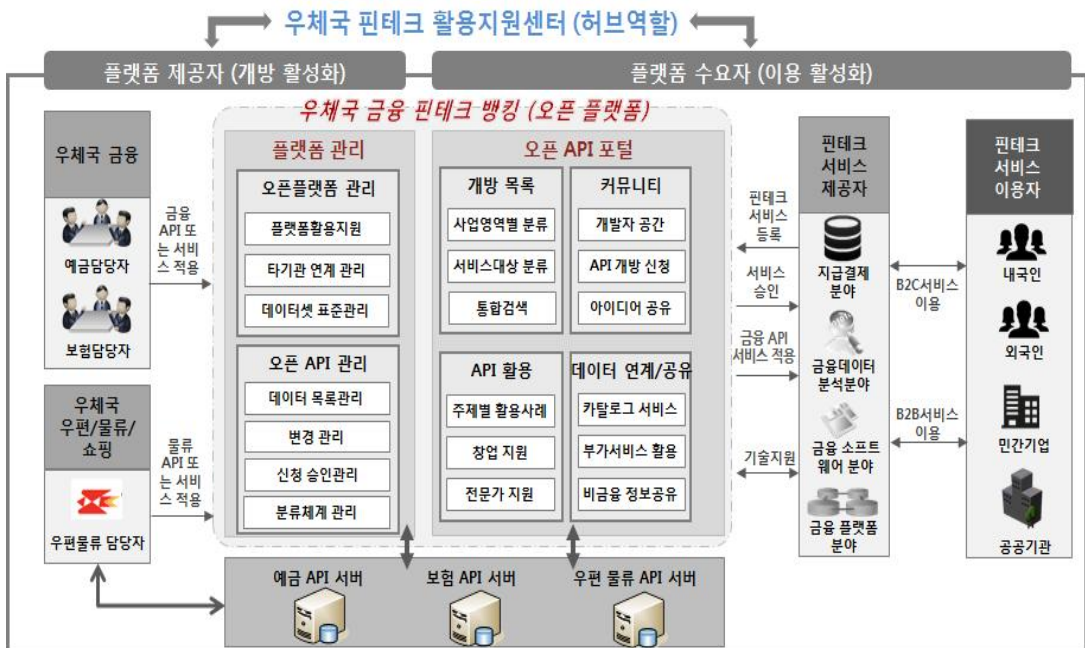 우체국 핀테크 활용지원센터 (허브역할)
플랫폼 제공자 (개방 활성화)
플랫폼 수요자 (이용 활성화)
우체국 금융 핀테크 뱅킹 (오픈 플랫폼)
우체국 금융
예금담당자
보험담당자
우체국
우편/물류/
쇼핑
우편물류 담당자
금융
API 또
는 서비
스 적용
물류
API 또
는 서비
스 적용
플랫폼 관리
오픈플랫폼 관리
플랫폼활용지원
타기관 연계 관리
데이터셋 표준관리
오픈 API 관리
데이터 목록관리
변경 관리
신청 승인관리
분류체계 관리
오픈 API 포털
개방 목록
사업영역별 분류
서비스대상 분류
통합검색
커뮤니티
개발자 공간
API 개방 신청
아이디어 공유
API 활용
주제별 활용사례
창업 지원
전문가 지원
데이터 연계/공유
카탈로그 서비스
부가서비스 활용
비금융 정보공유
핀테크
서비스
등록
서비스
승인
금융 API
서비스 적용
기술지원
핀테크
서비스
제공자
지급결제
분야
금융데이터
분석분야
금융 소프트
웨어 분야
금융 플랫폼
분야
B2C서비스
이용
B2B서비스
이용
핀테크
서비스
이용자
내국인
외국인
민간기업
공공기관
예금 API 서버
보험 API 서버
우편 물류 API 서버